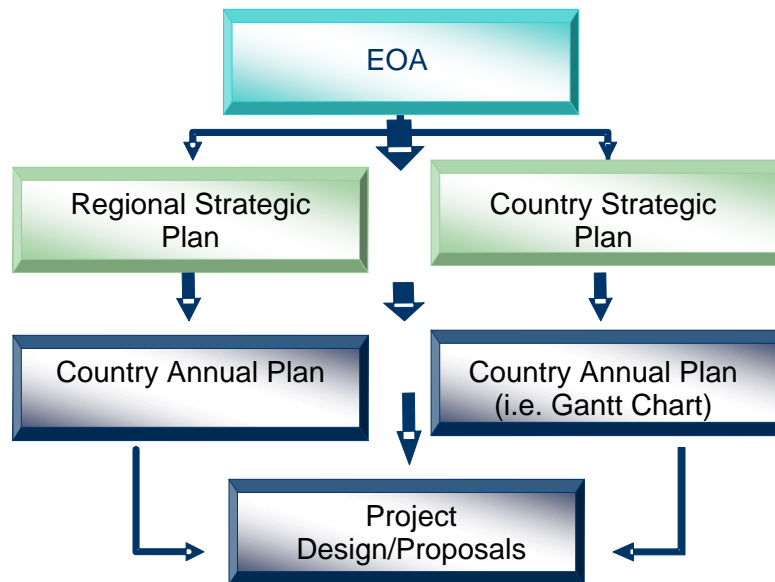 EOA
Regional Strategic
Plan
Country Strategic
Plan
Country Annual Plan
Country Annual Plan
(i.e. Gantt Chart)
Project
Design/Proposals